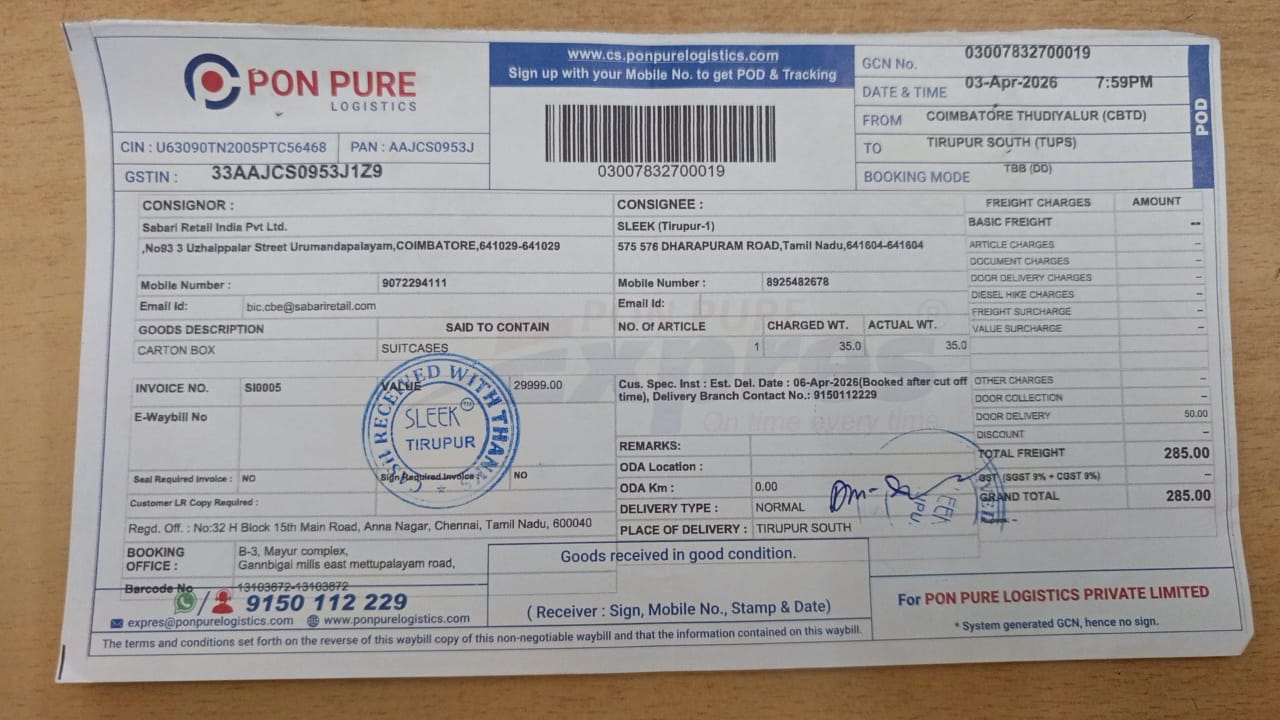 PON PURE
LOGISTICS
CIN : U63090TN2005PTC56468 PAN : AAJCS0953J
GSTIN : 33AAJCS0953J1Z9
www.cs.ponpurelogistics.com
Sign up with your Mobile No. to get POD & Tracking
03007832700019
GCN No. 03007832700019
DATE & TIME 03-Apr-2026 7:59PM
FROM COIMBATORE THUDIYALUR (CBTD)
TO TIRUPUR SOUTH (TUPS)
BOOKING MODE TBB (DD)
POD
CONSIGNOR :
Sabari Retail India Pvt Ltd.
,No93 3 Uzhaippalar Street Urumandapalayam,COIMBATORE,641029-641029
Mobile Number : 9072294111
Email Id: bic.cbe@sabariretail.com
CONSIGNEE :
SLEEK (Tirupur-1)
575 576 DHARAPURAM ROAD,Tamil Nadu,641604-641604
Mobile Number : 8925482678
Email Id:
GOODS DESCRIPTION SAID TO CONTAIN NO. Of ARTICLE CHARGED WT. ACTUAL WT.
CARTON BOX SUITCASES 1 35.0 35.0
INVOICE NO. SI0005 VALUE 29999.00
E-Waybill No
Seal Required Invoice : NO Sign Required Invoice : NO
Customer LR Copy Required :
Cus. Spec. Inst : Est. Del. Date : 06-Apr-2026(Booked after cut off
time), Delivery Branch Contact No.: 9150112229
REMARKS:
ODA Location :
ODA Km : 0.00
DELIVERY TYPE : NORMAL
PLACE OF DELIVERY : TIRUPUR SOUTH
FREIGHT CHARGES AMOUNT
BASIC FREIGHT --
ARTICLE CHARGES –
DOCUMENT CHARGES –
DOOR DELIVERY CHARGES –
DIESEL HIKE CHARGES –
FREIGHT SURCHARGE –
VALUE SURCHARGE –
OTHER CHARGES –
DOOR COLLECTION –
DOOR DELIVERY 50.00
DISCOUNT –
TOTAL FREIGHT 285.00
GST (SGST 9% + CGST 9%) –
GRAND TOTAL 285.00
Rupees: –
PON PURE
Expres
On time every time
RECEIVED WITH
SLEEK TM
TIRUPUR
Regd. Off. : No:32 H Block 15th Main Road, Anna Nagar, Chennai, Tamil Nadu, 600040
BOOKING OFFICE : B-3, Mayur complex,
Gannbigal mills east mettupalayam road,
Barcode No 13103872-13103872
9150 112 229
expres@ponpurelogistics.com www.ponpurelogistics.com
Goods received in good condition.
( Receiver : Sign, Mobile No., Stamp & Date)
For PON PURE LOGISTICS PRIVATE LIMITED
* System generated GCN, hence no sign.
The terms and conditions set forth on the reverse of this waybill copy of this non-negotiable waybill and that the information contained on this waybill.